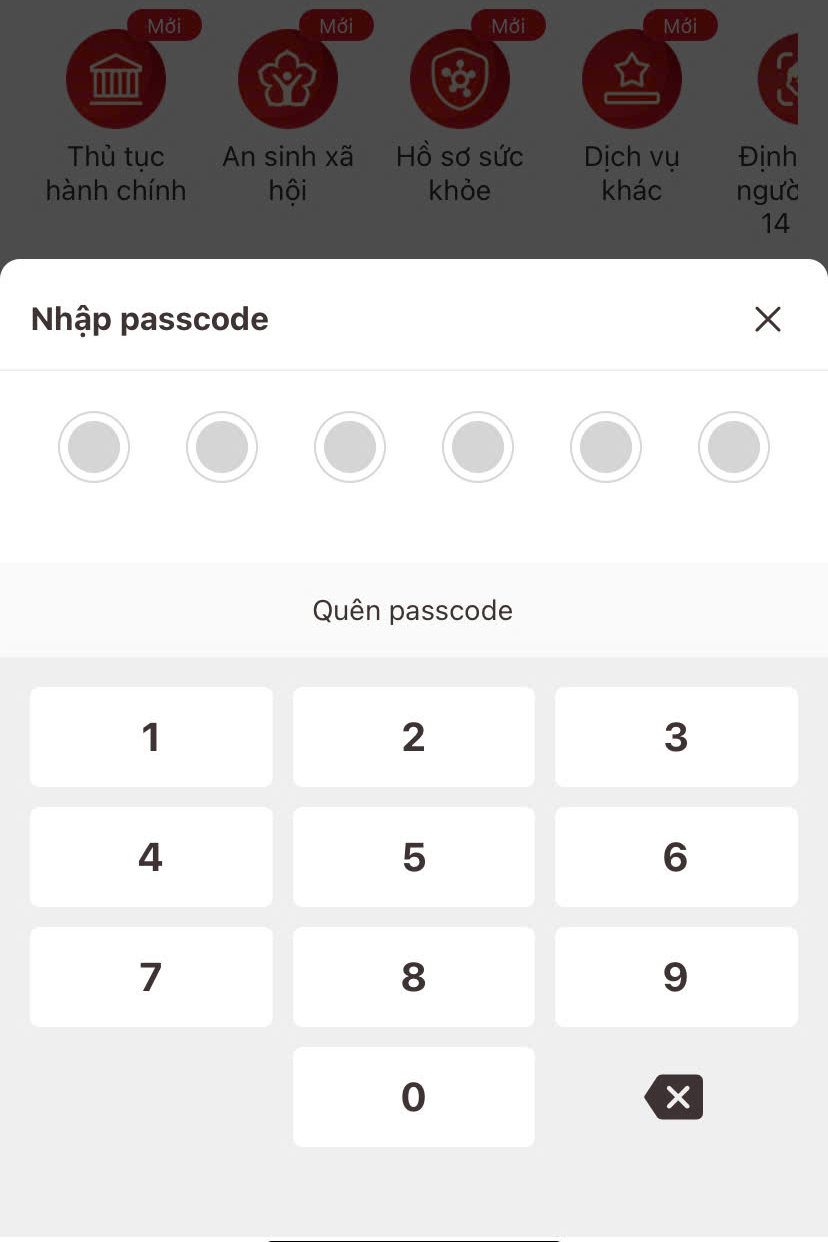 Mới
Mới
Mới
Mới
Thủ tục
hành chính
An sinh xã
hội
Hồ sơ sức
khỏe
Dịch vụ
khác
Định
14
Nhập passcode
Quên passcode
1 2 3
4 5 6
7 8 9
0